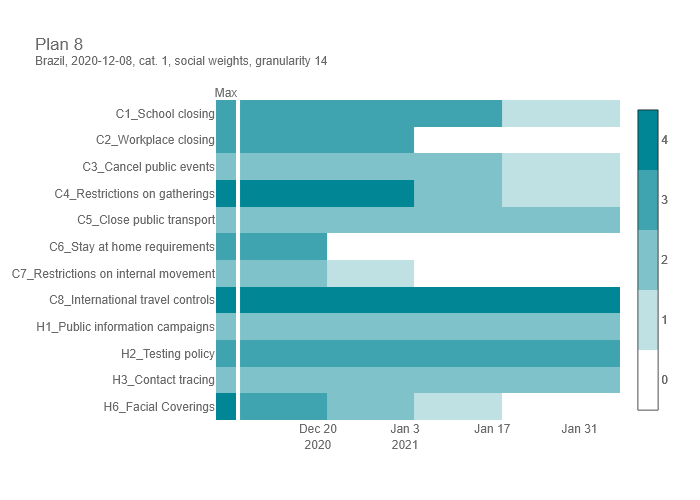 Plan 8
Brazil, 2020-12-08, cat. 1, social weights, granularity 14
Max
C1_School closing
C2_Workplace closing
C3_Cancel public events
C4_Restrictions on gatherings
C5_Close public transport
C6_Stay at home requirements
C7_Restrictions on internal movement
C8_International travel controls
H1_Public information campaigns
H2_Testing policy
H3_Contact tracing
H6_Facial Coverings
Dec 20 Jan 3 Jan 17 Jan 31
2020 2021
4
3
2
1
0